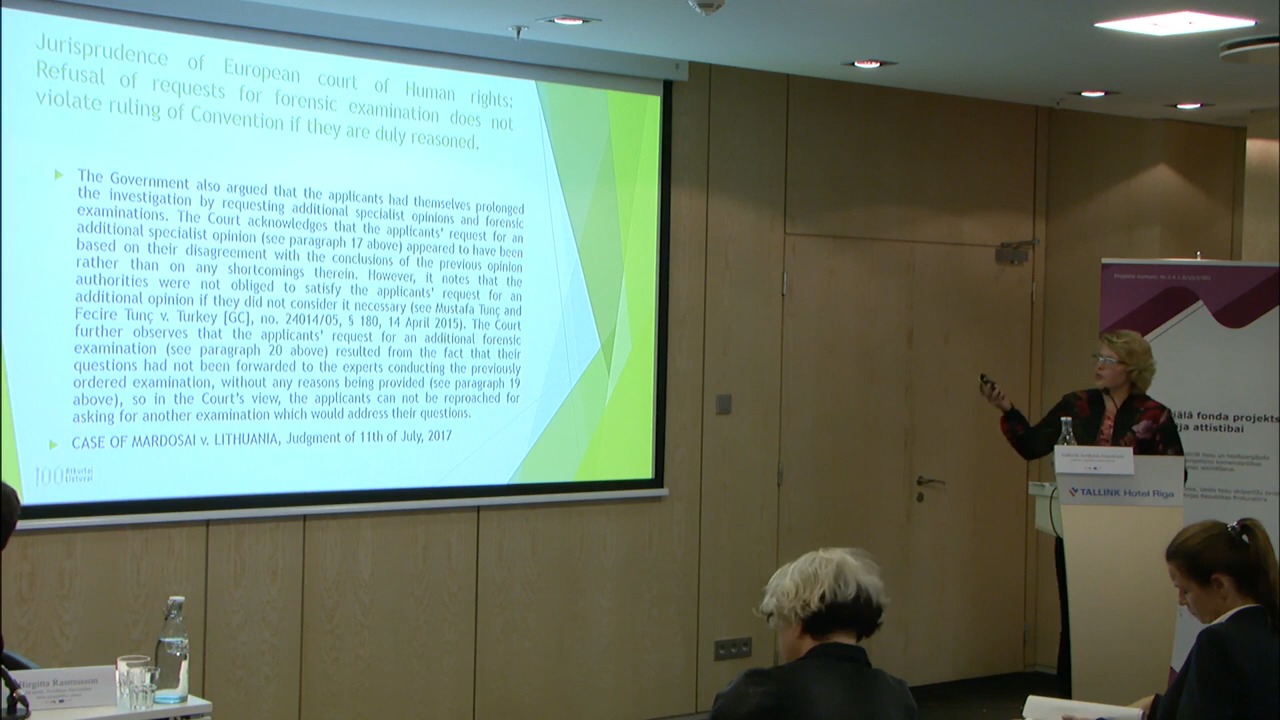 Jurisprudence of European court of Human rights:
Refusal of requests for forensic examination does not
violate ruling of Convention if they are duly reasoned.
The Government also argued that the applicants had themselves prolonged
the investigation by requesting additional specialist opinions and forensic
examinations. The Court acknowledges that the applicants' request for an
additional specialist opinion (see paragraph 17 above) appeared to have been
based on their disagreement with the conclusions of the previous opinion
rather than on any shortcomings therein. However, it notes that the
authorities were not obliged to satisfy the applicants' request for an
additional opinion if they did not consider it necessary (see Mustafa Tunç and
Fecire Tunç v. Turkey [GC], no. 24014/05, § 180, 14 April 2015). The Court
further observes that the applicants' request for an additional forensic
examination (see paragraph 20 above) resulted from the fact that their
questions had not been forwarded to the experts conducting the previously
ordered examination, without any reasons being provided (see paragraph 19
above), so in the Court's view, the applicants can not be reproached for
asking for another examination which would address their questions.
CASE OF MARDOSAI v. LITHUANIA, Judgment of 11th of July, 2017
100 Atkurtai
Lietuvai
iālā fonda projekts
ija attīstībai
TALLINK Hotel Riga
Birgitta Rasmusson